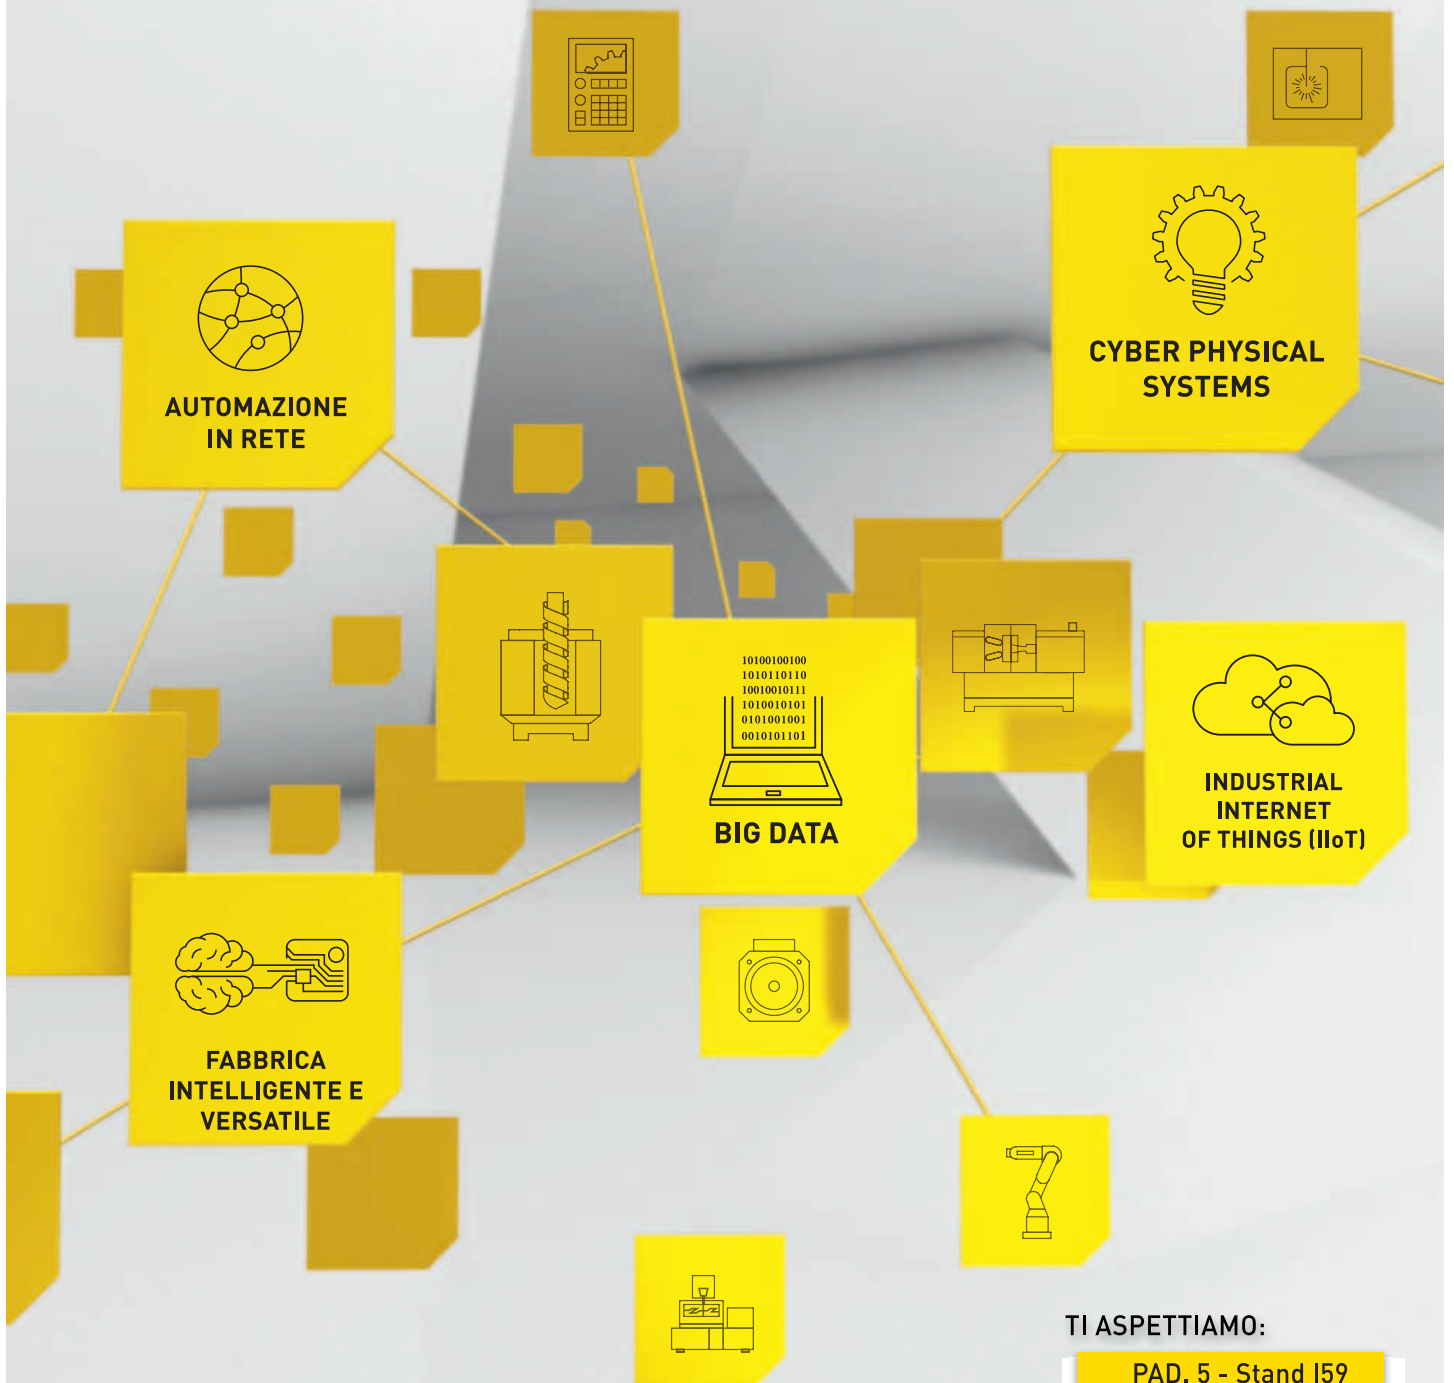 CYBER PHYSICAL
SYSTEMS
AUTOMAZIONE
IN RETE
10100100100
1010110110
10010010111
1010010101
0101001001
0010101101
BIG DATA
INDUSTRIAL
INTERNET
OF THINGS (IIoT)
FABBRICA
INTELLIGENTE E
VERSATILE
TI ASPETTIAMO:
PAD. 5 - Stand I59